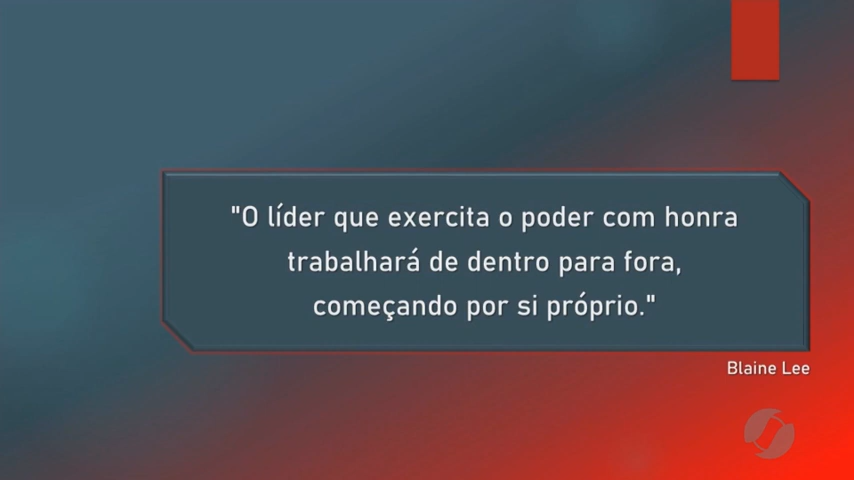 "O líder que exercita o poder com honra
trabalhará de dentro para fora,
começando por si próprio."
Blaine Lee